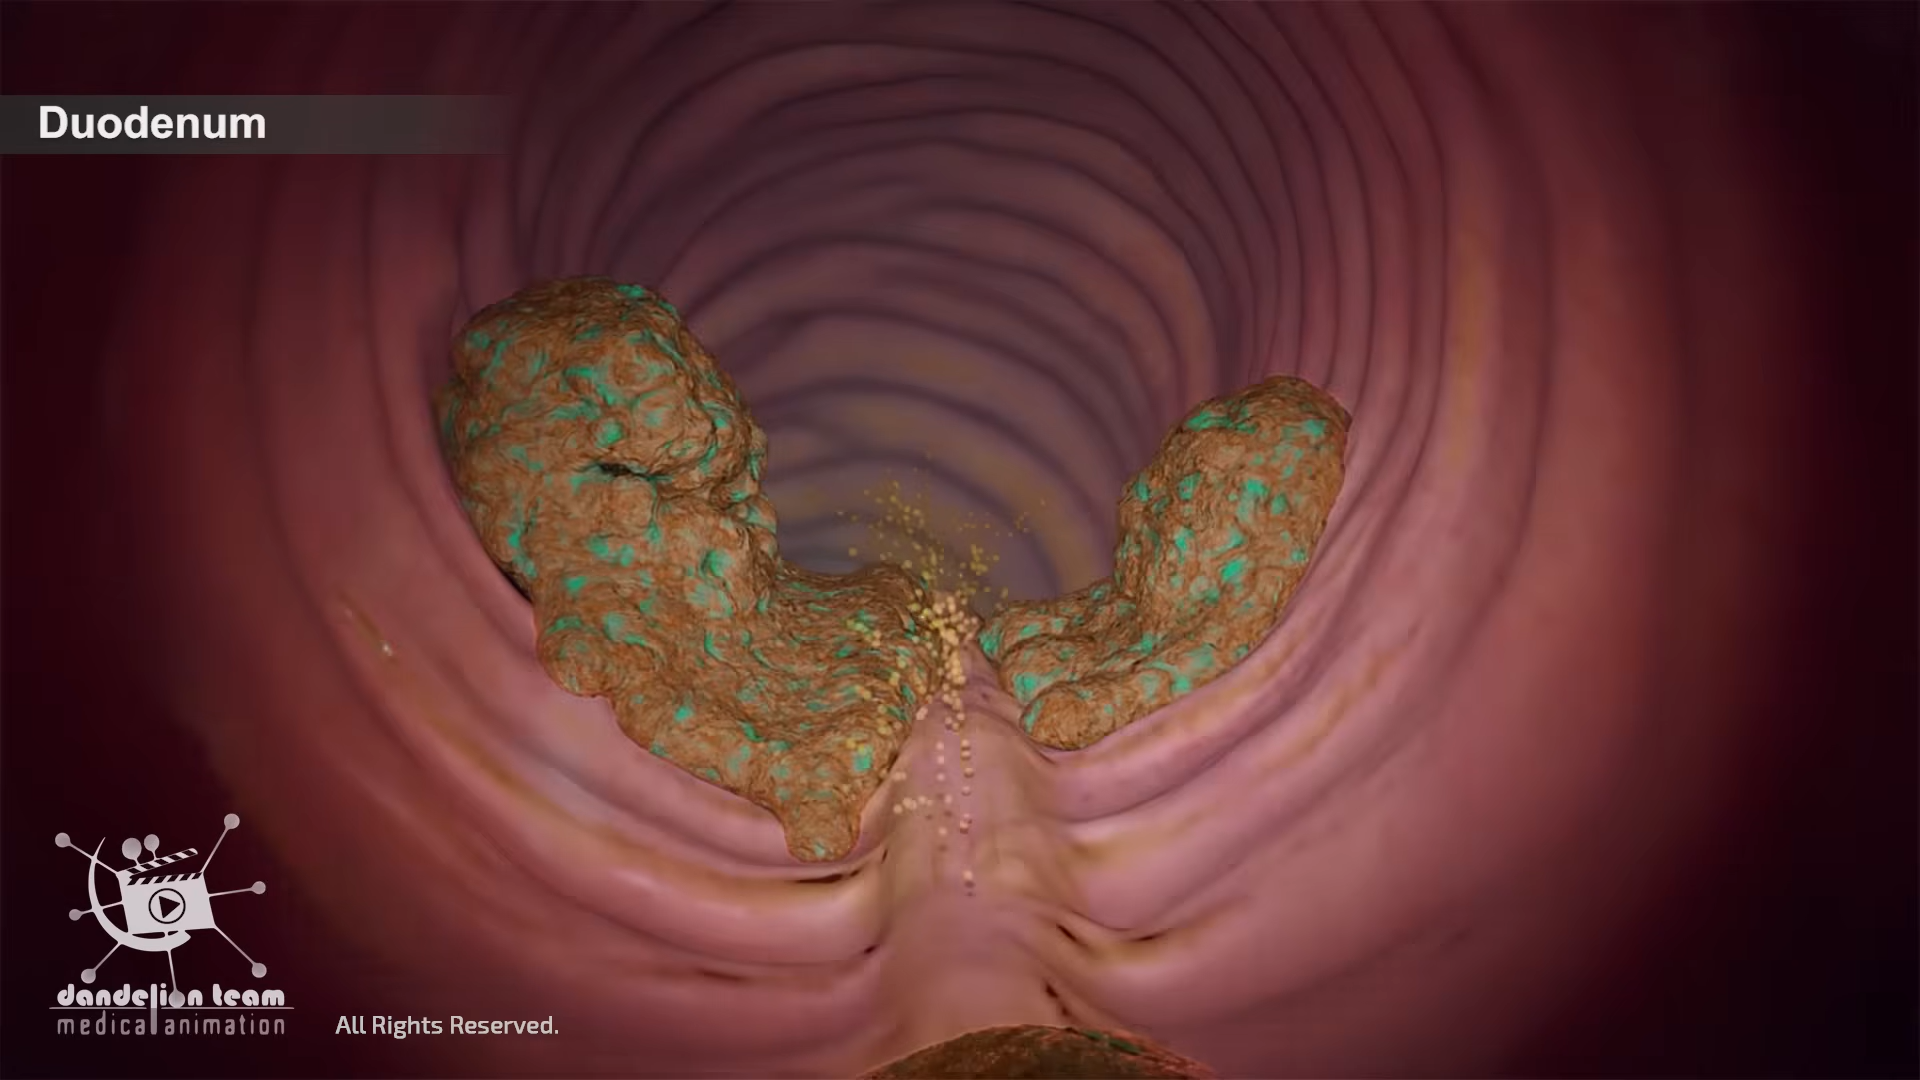 Duodenum
dandelion team
medical animation
All Rights Reserved.